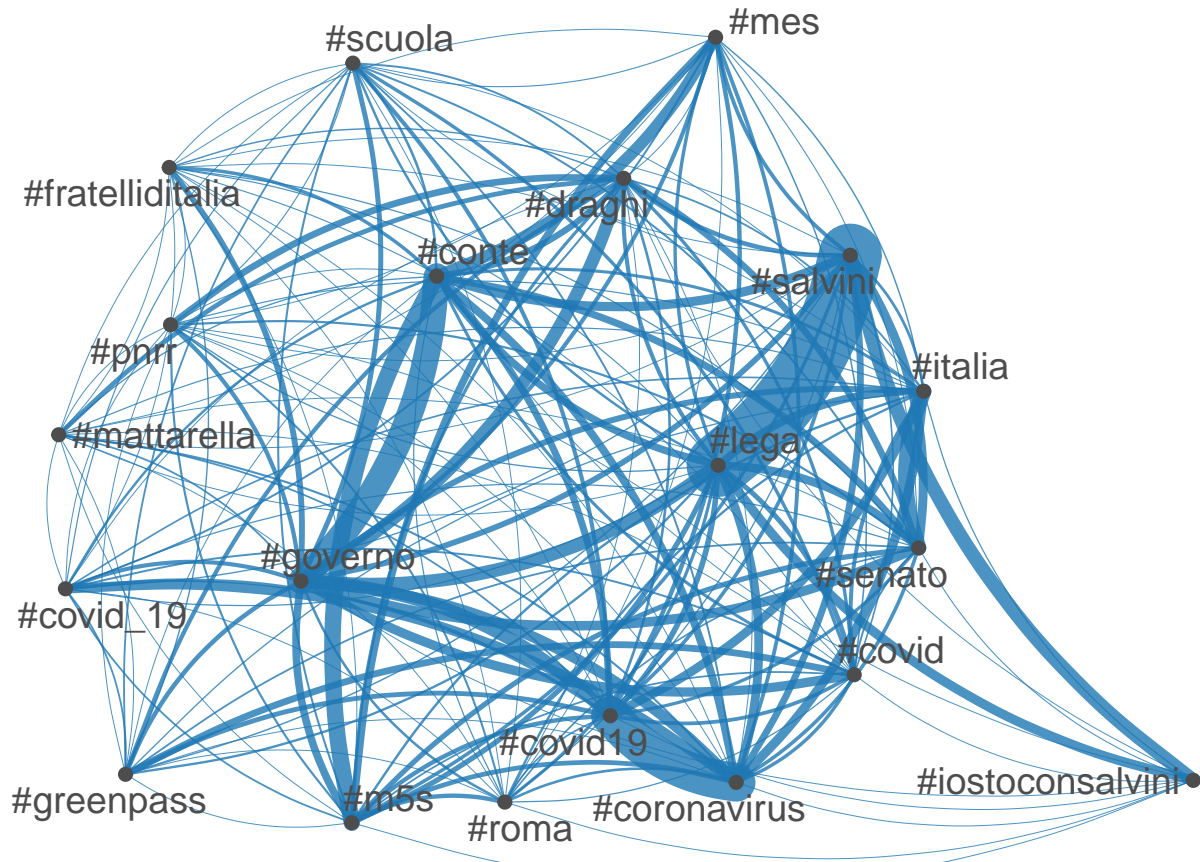 #mes
#scuola
#fratelliditalia
#draghi
#conte
#salvini
#pnrr
#italia
#mattarella
#lega
#governo
#senato
#covid_19
#covid
#covid19
#iostoconsalvini
#greenpass
#m5s
#coronavirus
#roma